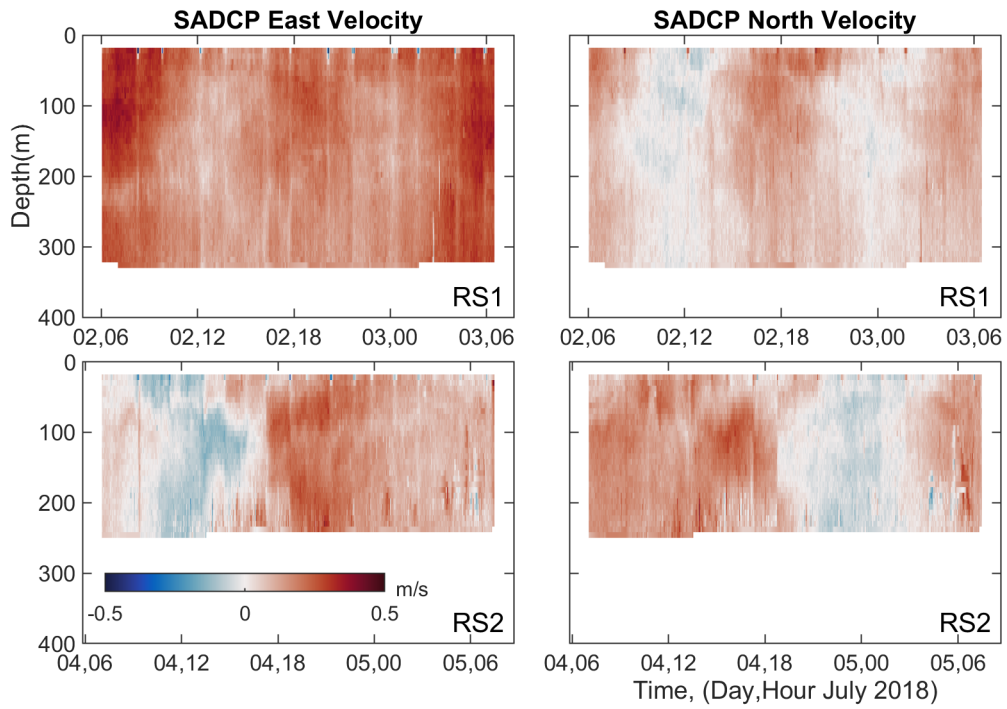 SADCP East Velocity
SADCP North Velocity
0
100
200
300
400
Depth(m)
RS1
02,06 02,12 02,18 03,00 03,06
RS1
02,06 02,12 02,18 03,00 03,06
0
100
200
300
400
-0.5 0 0.5
m/s
RS2
04,06 04,12 04,18 05,00 05,06
RS2
04,06 04,12 04,18 05,00 05,06
Time, (Day,Hour July 2018)